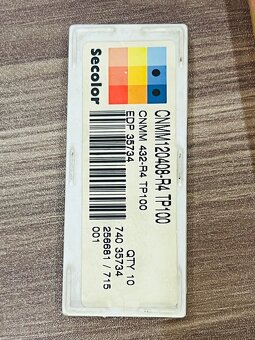 Secolor
CNMM120408-R4 TP100
CNMM 432-R4 TP100
EDP 35734
QTY 10
740 35734
256681 / 715
001